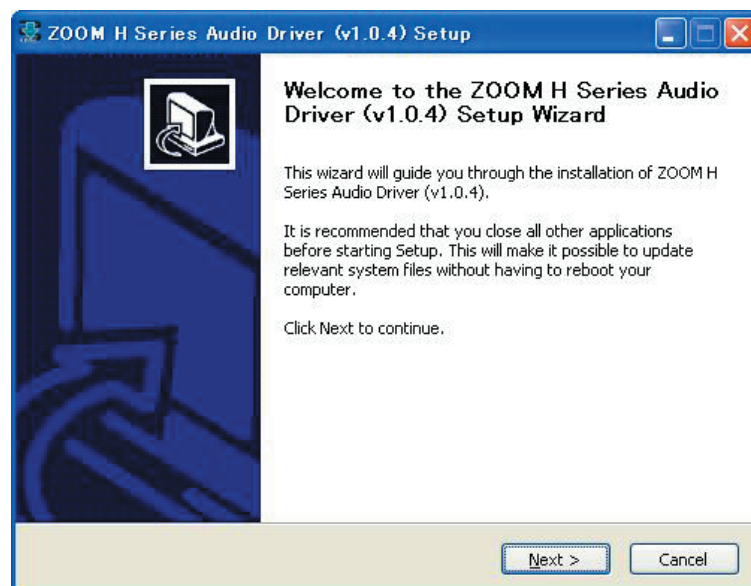 ZOOM H Series Audio Driver (v1.0.4) Setup
Welcome to the ZOOM H Series Audio
Driver (v1.0.4) Setup Wizard
This wizard will guide you through the installation of ZOOM H
Series Audio Driver (v1.0.4).
It is recommended that you close all other applications
before starting Setup. This will make it possible to update
relevant system files without having to reboot your
computer.
Click Next to continue.
Next >
Cancel